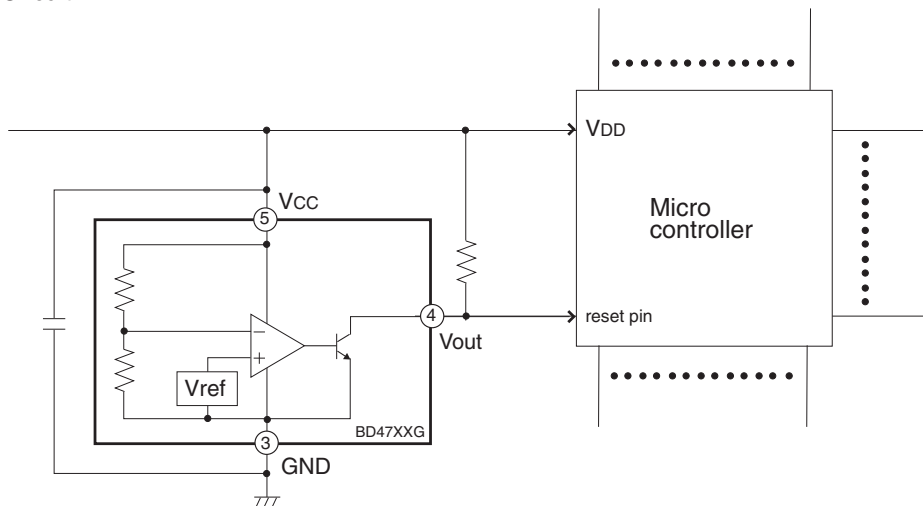 VDD
VCC
5
Micro
controller
−
4
reset pin
Vout
+
Vref
BD47XXG
3
GND